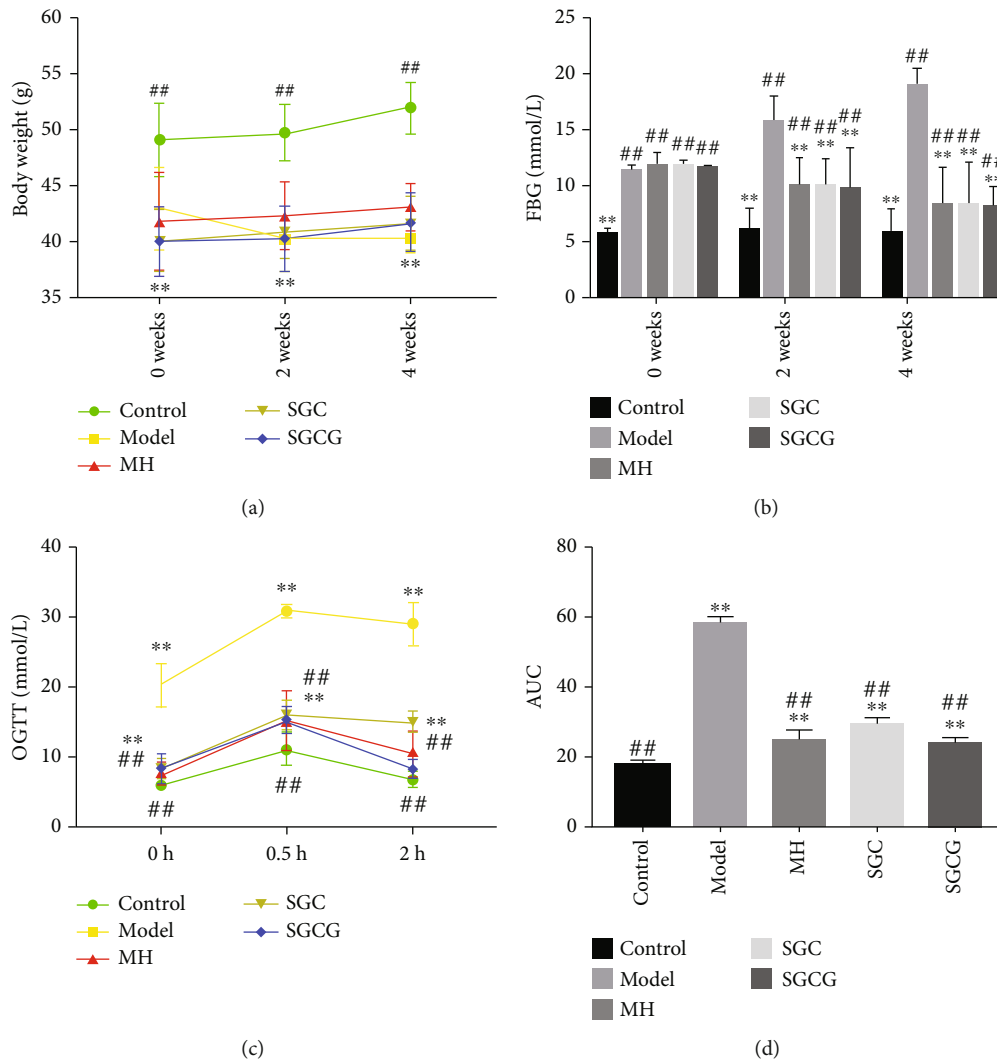 60
55
50
45
40
35
Body weight (g)
##
##
##
**
**
**
0 weeks
2 weeks
4 weeks
Control
Model
MH
SGC
SGCG
(a)
25
20
15
10
5
0
FBG (mmol/L)
**
##
##
##
##
**
##
##
**
##
**
##
**
**
##
##
**
##
**
##
**
0 weeks
2 weeks
4 weeks
Control
Model
MH
SGC
SGCG
(b)
40
30
20
10
0
OGTT (mmol/L)
**
**
**
**
##
##
**
**
##
##
##
##
0 h
0.5 h
2 h
Control
Model
MH
SGC
SGCG
(c)
80
60
40
20
0
AUC
##
**
##
**
##
**
##
**
Control
Model
MH
SGC
SGCG
Control
Model
MH
SGC
SGCG
(d)